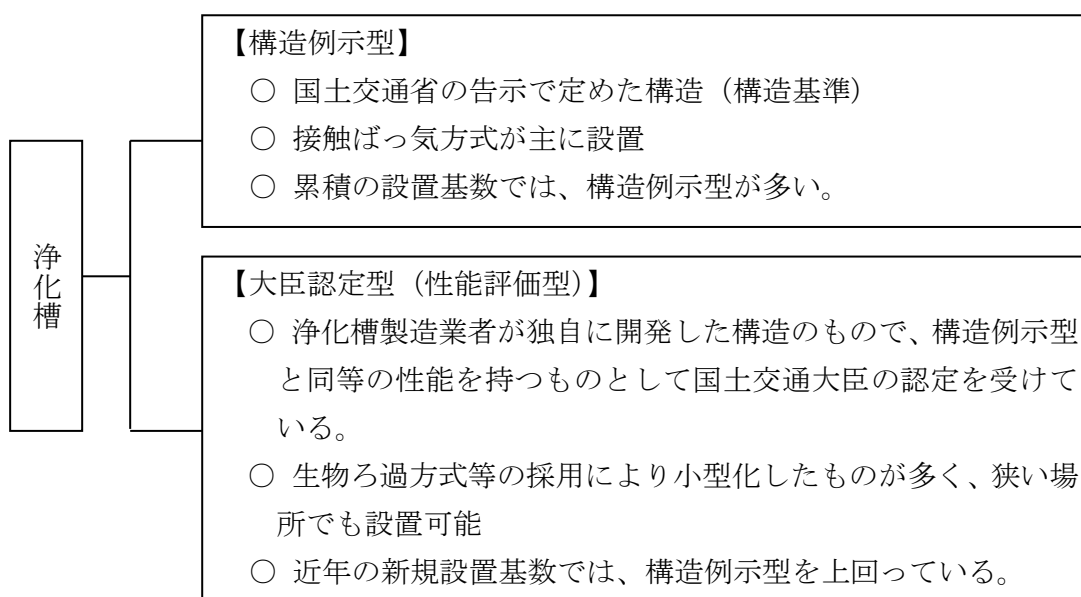 浄化槽
【構造例示型】
○ 国土交通省の告示で定めた構造（構造基準）
○ 接触ばっ気方式が主に設置
○ 累積の設置基数では、構造例示型が多い。
【大臣認定型（性能評価型）】
○ 浄化槽製造業者が独自に開発した構造のもので、構造例示型
と同等の性能を持つものとして国土交通大臣の認定を受けて
いる。
○ 生物ろ過方式等の採用により小型化したものが多く、狭い場
所でも設置可能
○ 近年の新規設置基数では、構造例示型を上回っている。